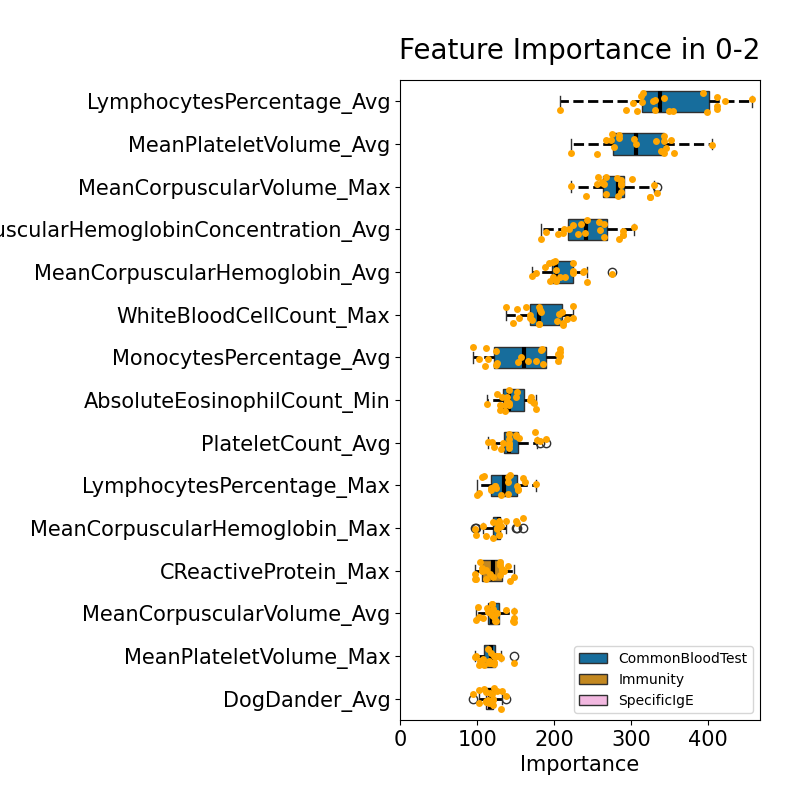 Feature Importance in 0-2
LymphocytesPercentage_Avg
MeanPlateletVolume_Avg
MeanCorpuscularVolume_Max
uscularHemoglobinConcentration_Avg
MeanCorpuscularHemoglobin_Avg
WhiteBloodCellCount_Max
MonocytesPercentage_Avg
AbsoluteEosinophilCount_Min
PlateletCount_Avg
LymphocytesPercentage_Max
MeanCorpuscularHemoglobin_Max
CReactiveProtein_Max
MeanCorpuscularVolume_Avg
MeanPlateletVolume_Max
DogDander_Avg
CommonBloodTest
Immunity
SpecificIgE
0 100 200 300 400
Importance